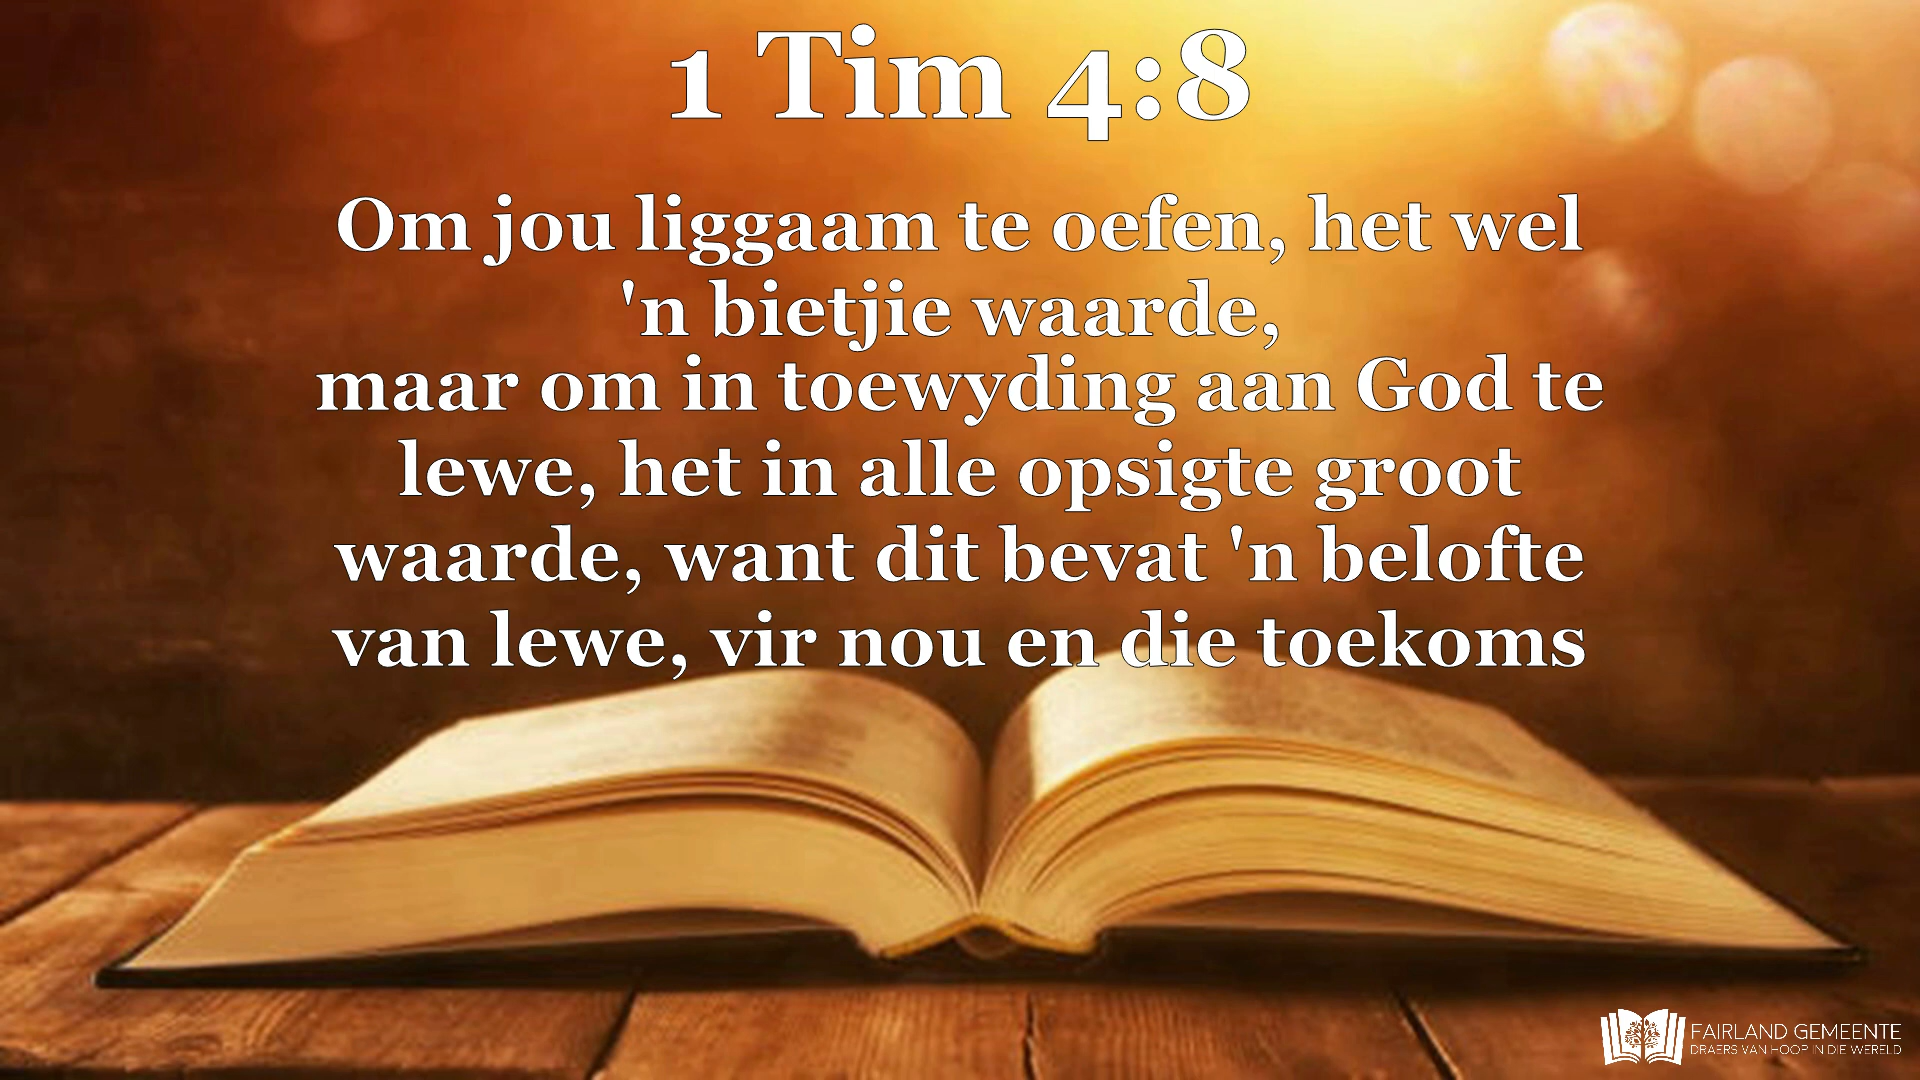 1 Tim 4:8
Om jou liggaam te oefen, het wel
'n bietjie waarde,
maar om in toewyding aan God te
lewe, het in alle opsigte groot
waarde, want dit bevat 'n belofte
van lewe, vir nou en die toekoms
FAIRLAND GEMEENTE
DRAERS VAN HOOP IN DIE WERELD